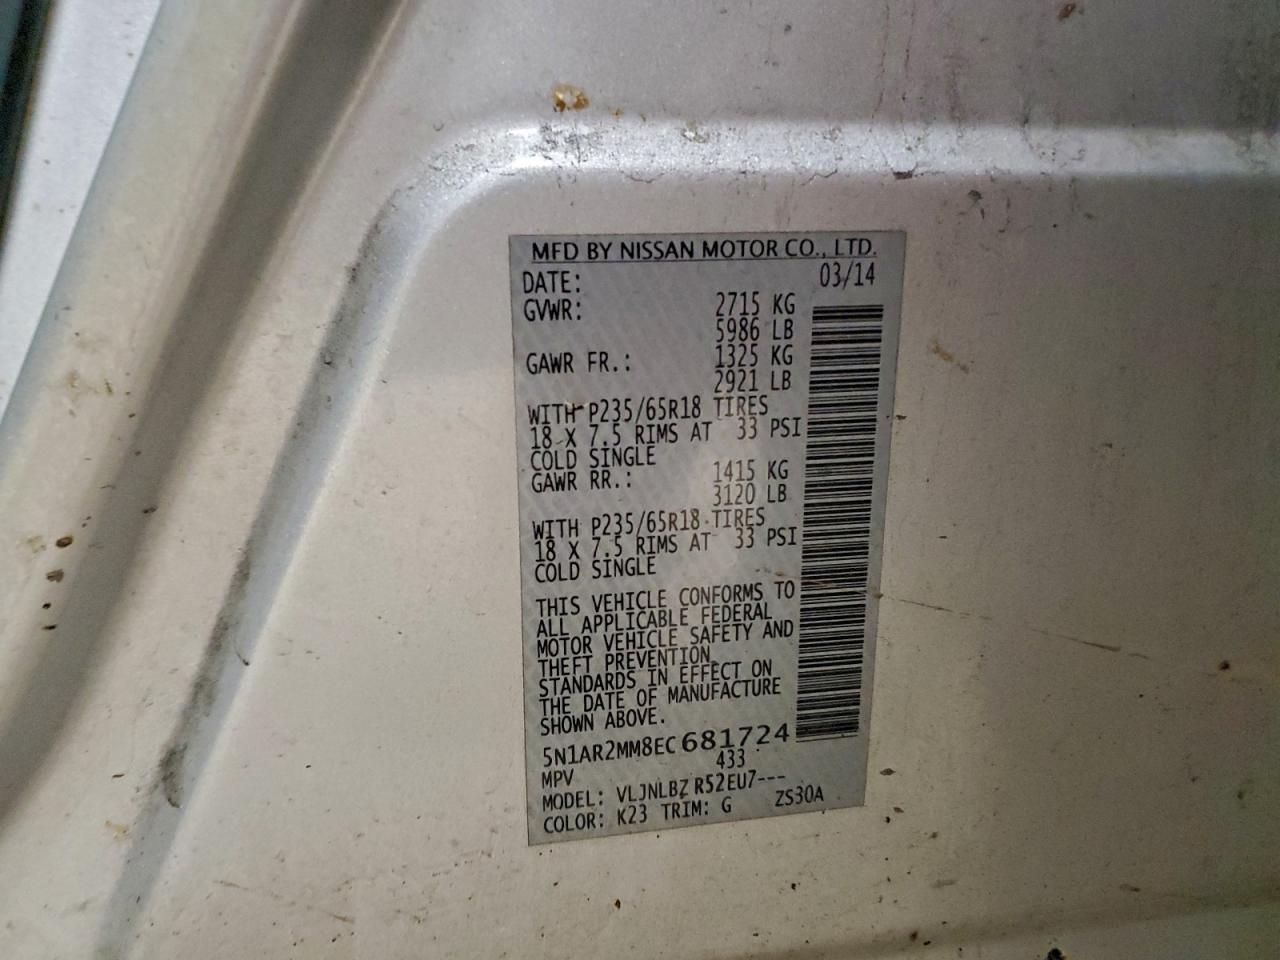 MFD BY NISSAN MOTOR CO., LTD.
DATE: 03/14
GVWR: 2715 KG
5986 LB
GAWR FR.: 1325 KG
2921 LB
WITH P235/65R18 TIRES
18 X 7.5 RIMS AT 33 PSI
COLD SINGLE
GAWR RR.: 1415 KG
3120 LB
WITH P235/65R18 TIRES
18 X 7.5 RIMS AT 33 PSI
COLD SINGLE
THIS VEHICLE CONFORMS TO
ALL APPLICABLE FEDERAL
MOTOR VEHICLE SAFETY AND
THEFT PREVENTION
STANDARDS IN EFFECT ON
THE DATE OF MANUFACTURE
SHOWN ABOVE.
5N1AR2MM8EC681724
MPV 433
MODEL: VLJNLBZ R52EU7---
COLOR: K23 TRIM: G ZS30A